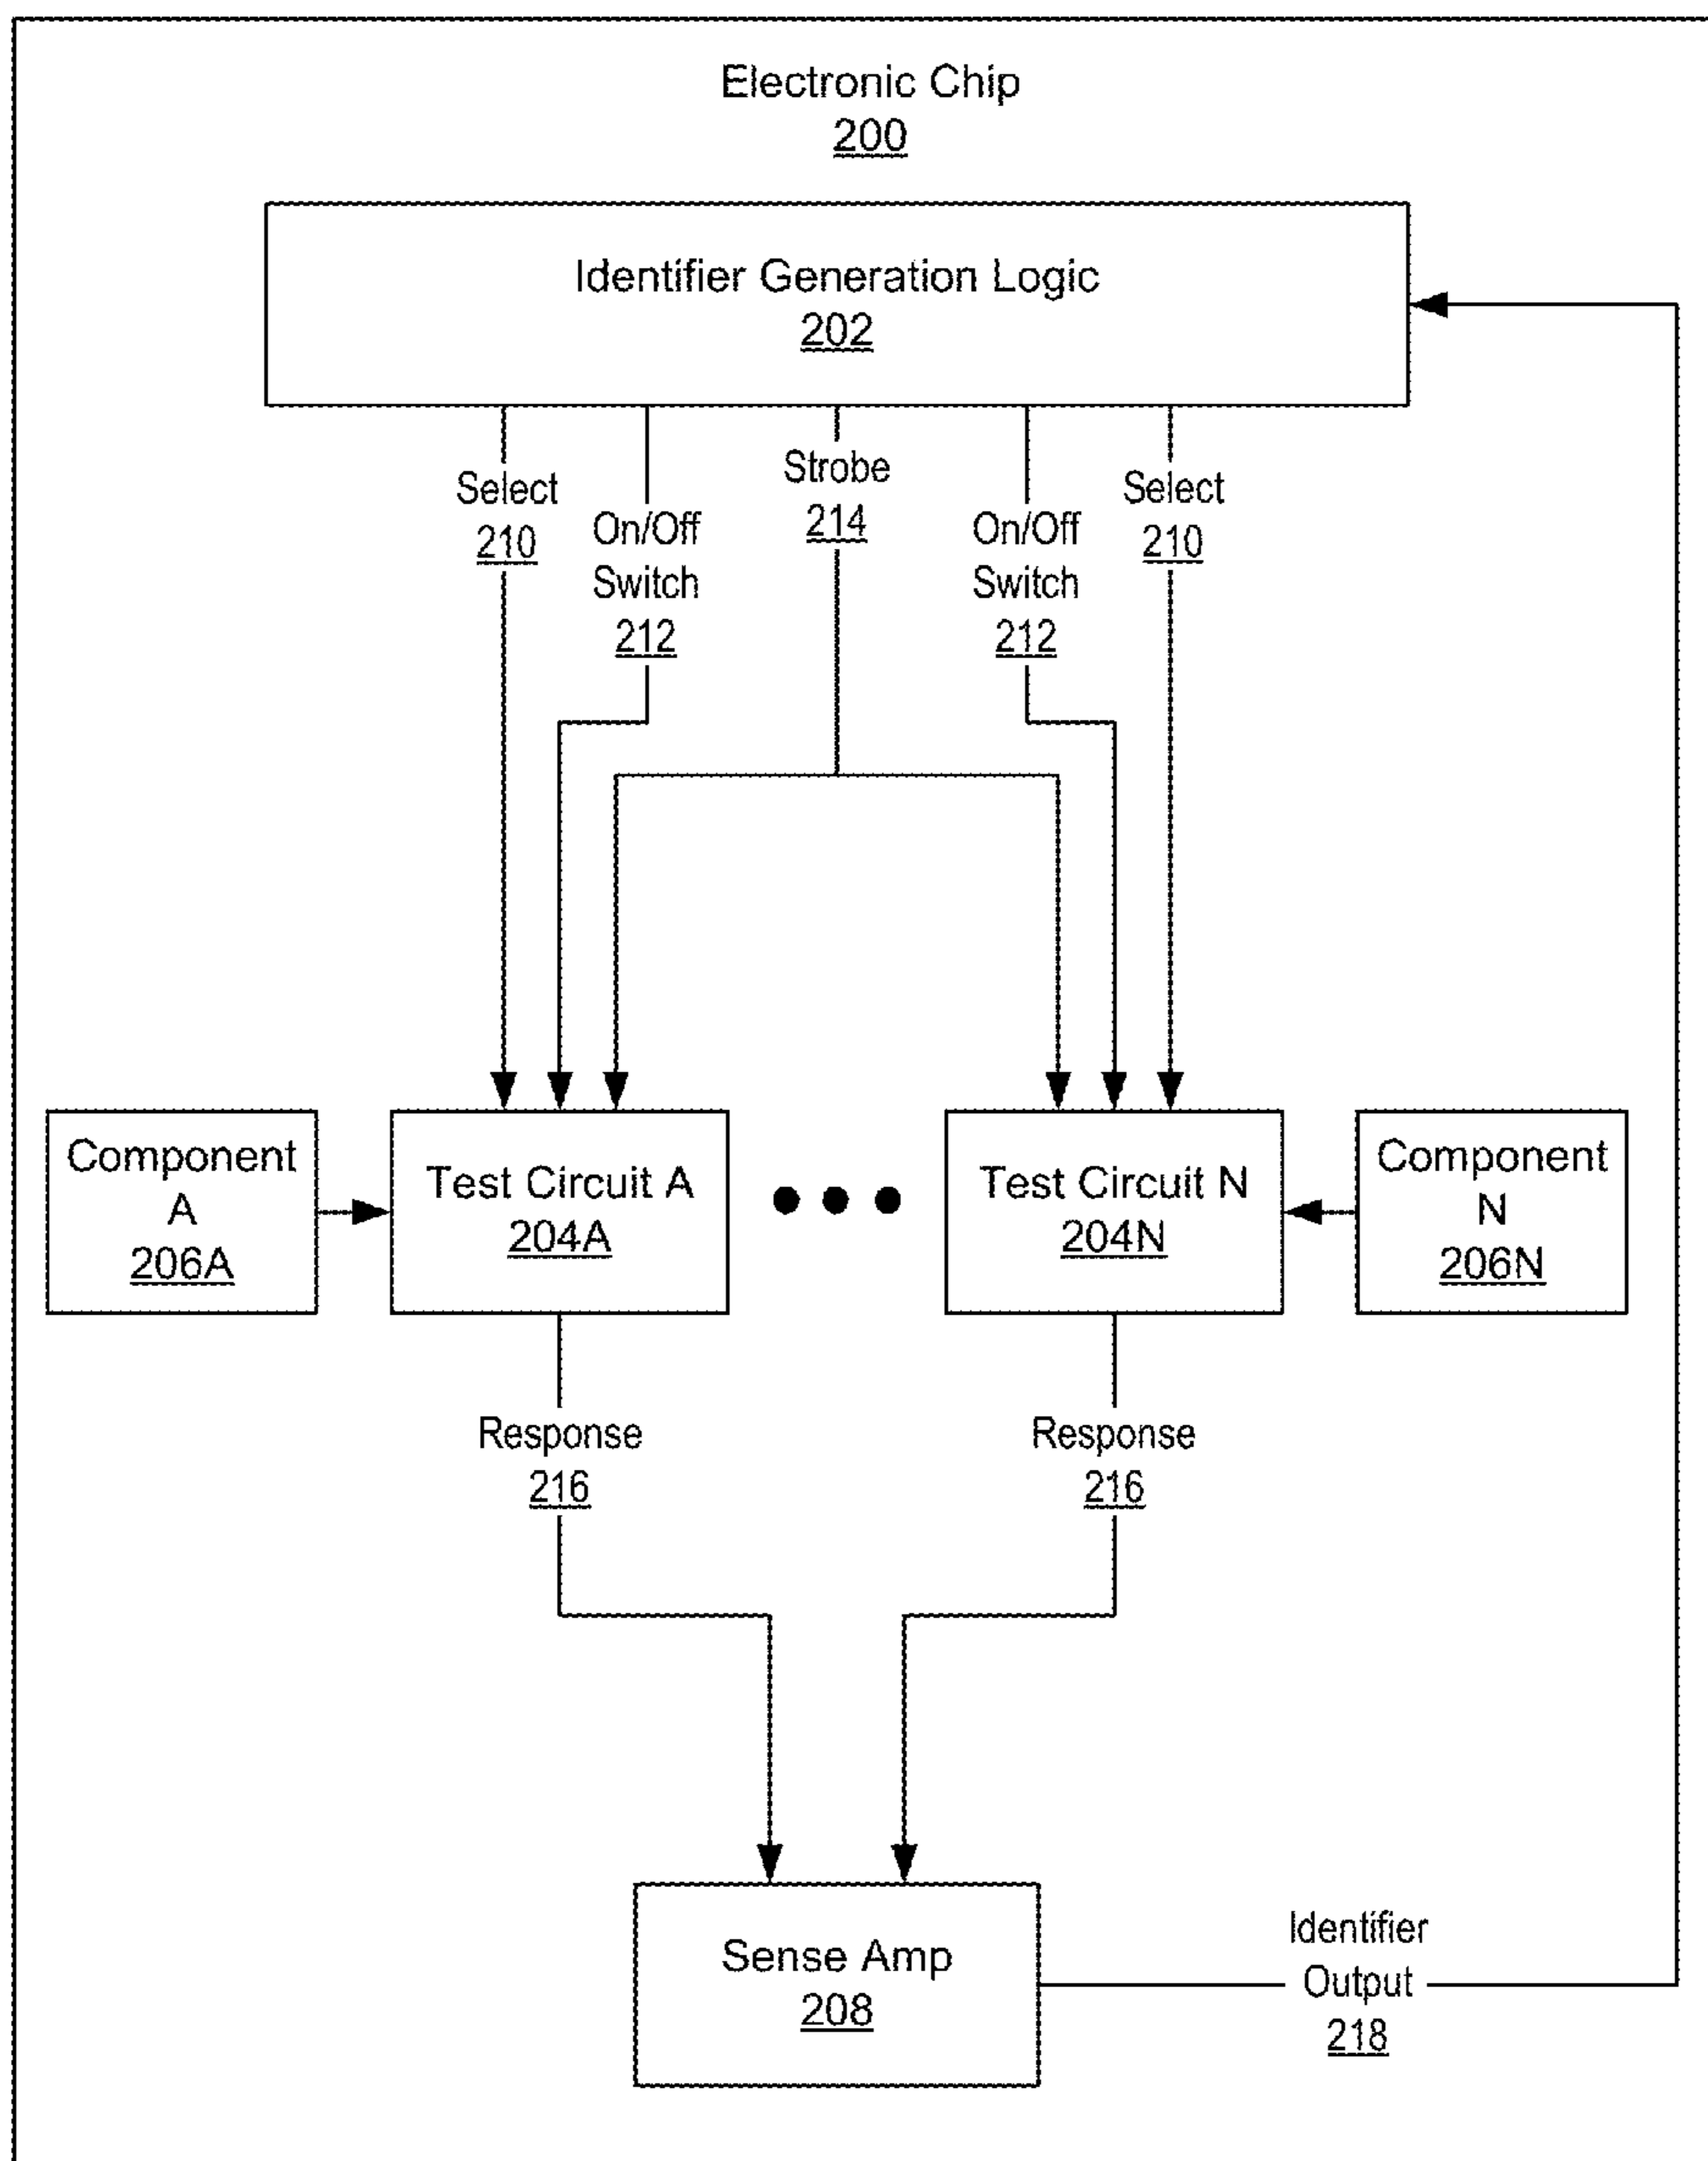 Electronic Chip
200
Identifier Generation Logic
202
Select
210
On/Off
Switch
212
Strobe
214
On/Off
Switch
212
Select
210
Component
A
206A
Test Circuit A
204A
Test Circuit N
204N
Component
N
206N
Response
216
Response
216
Sense Amp
208
Identifier
Output
218